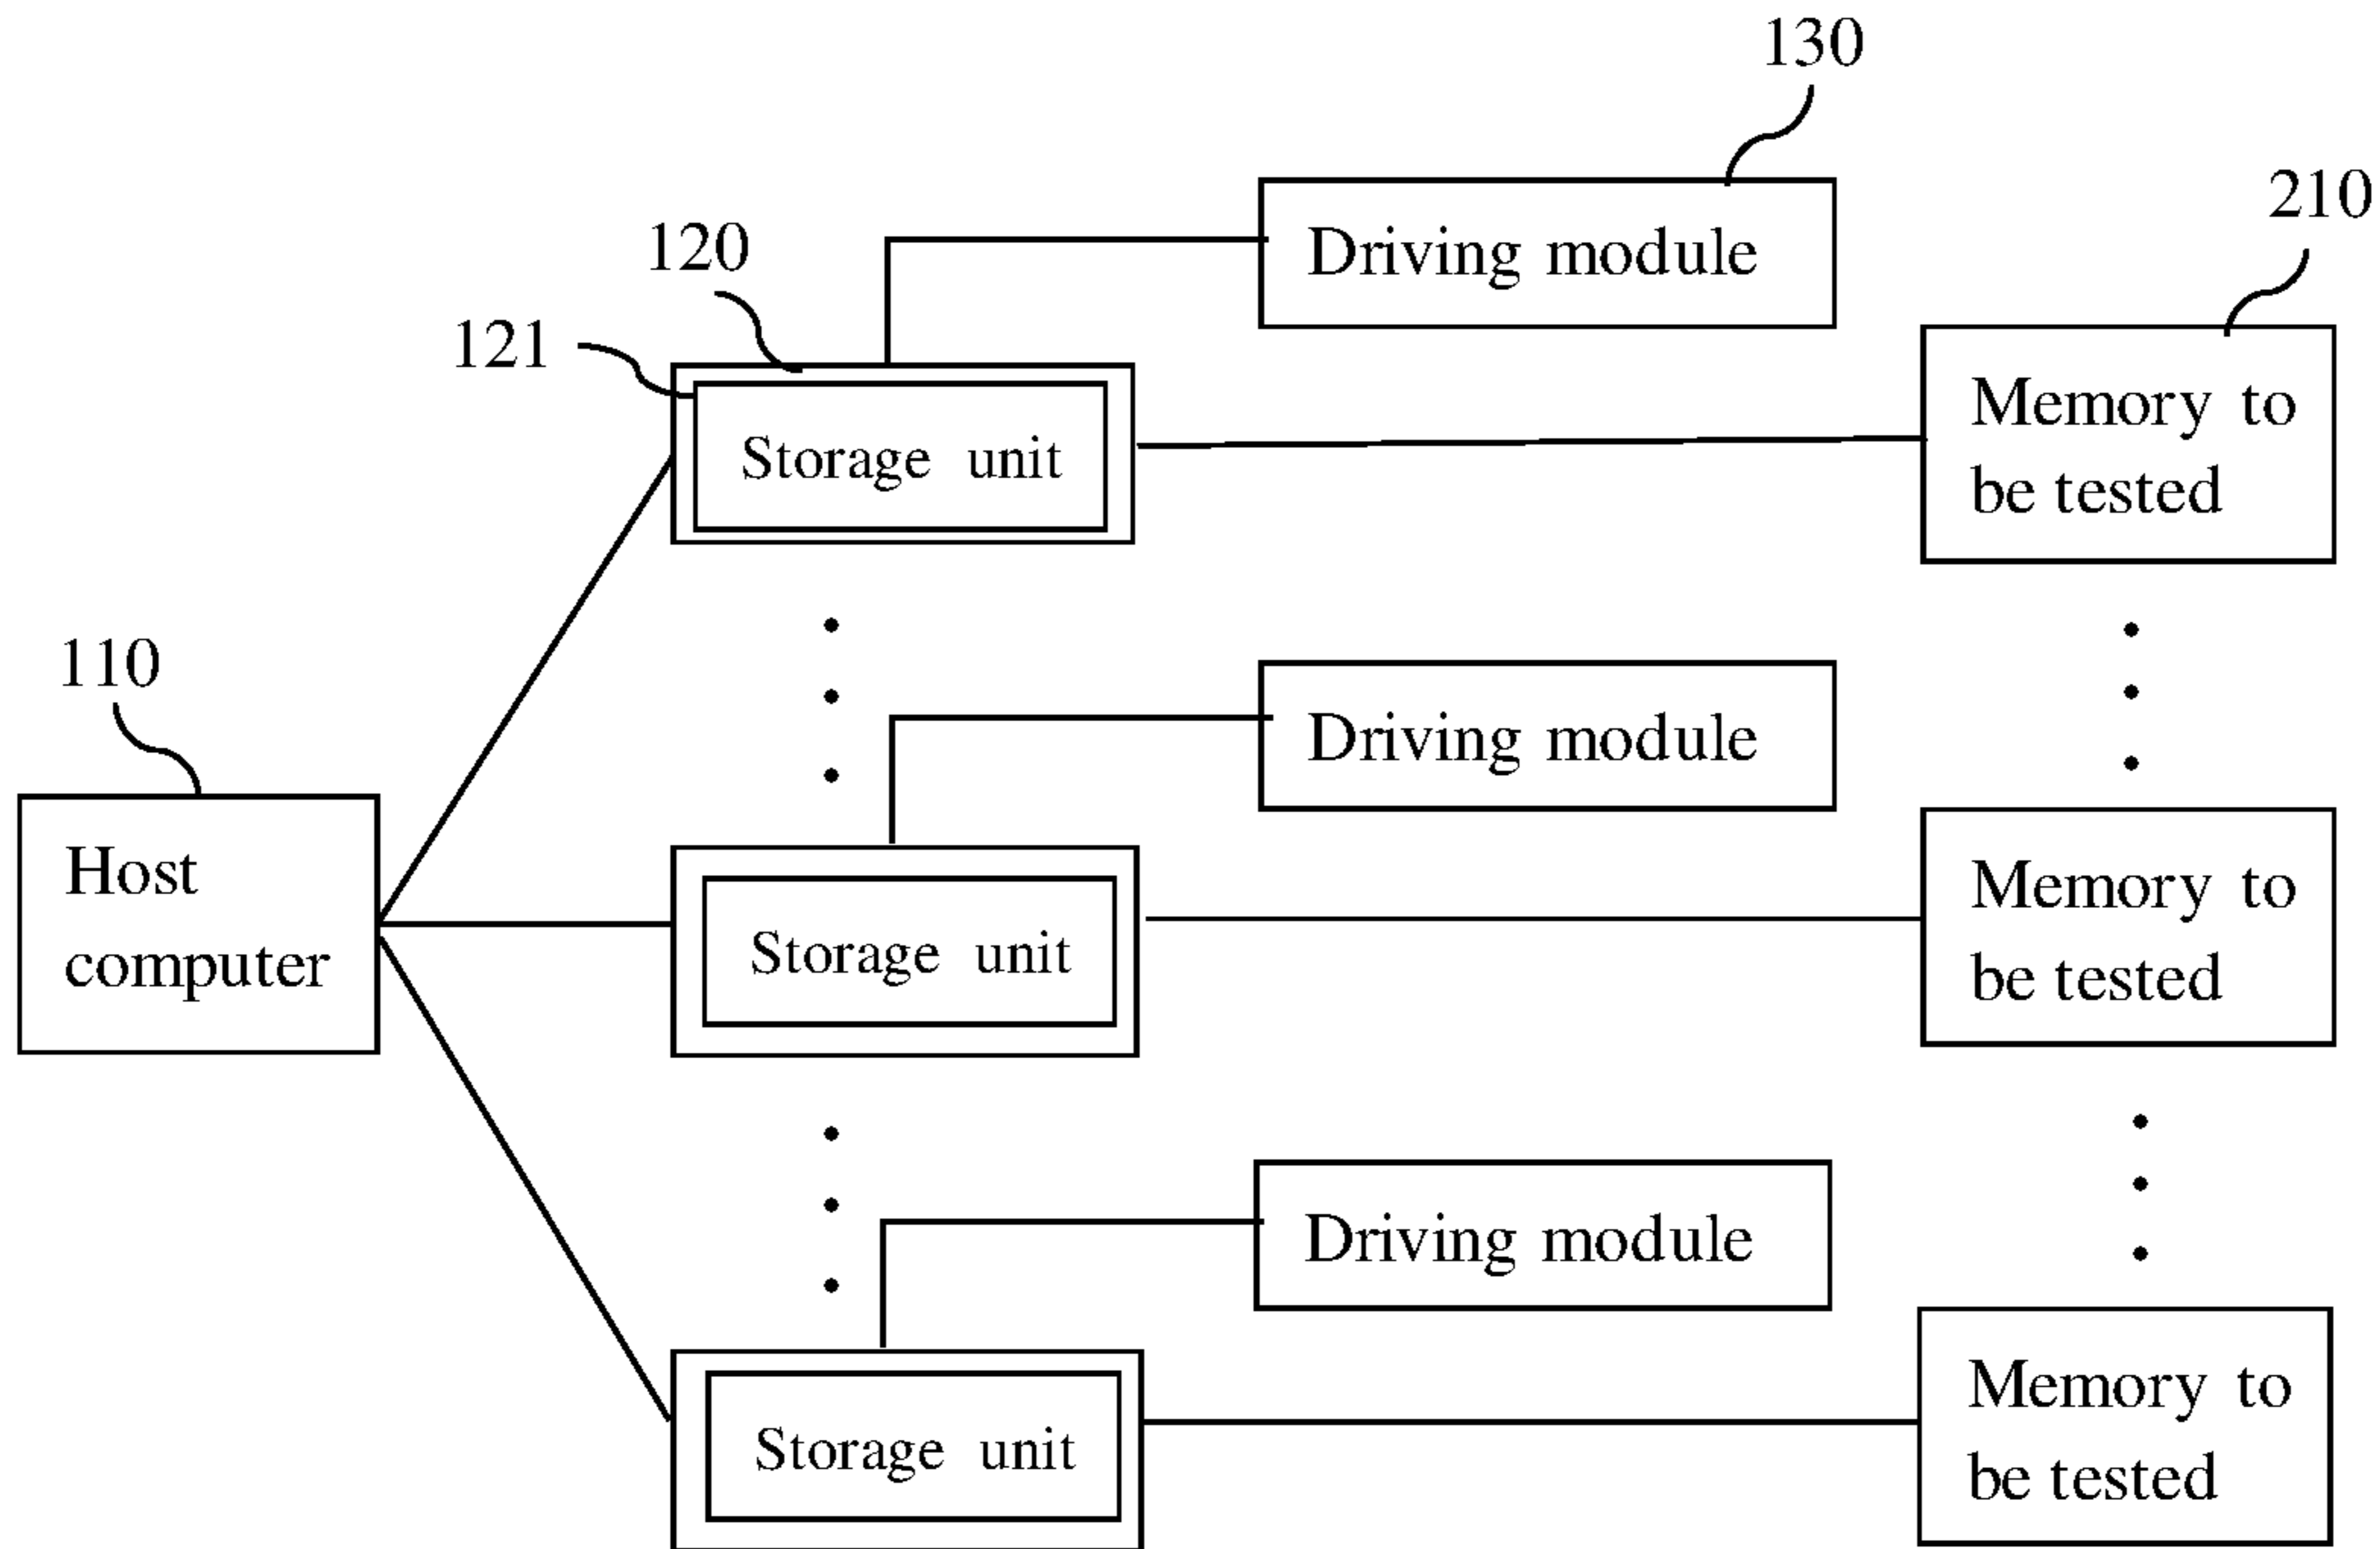 130
210
120
Driving module
121
Memory to
be tested
Storage unit
110
Driving module
Host
computer
Memory to
be tested
Storage unit
Driving module
Memory to
be tested
Storage unit